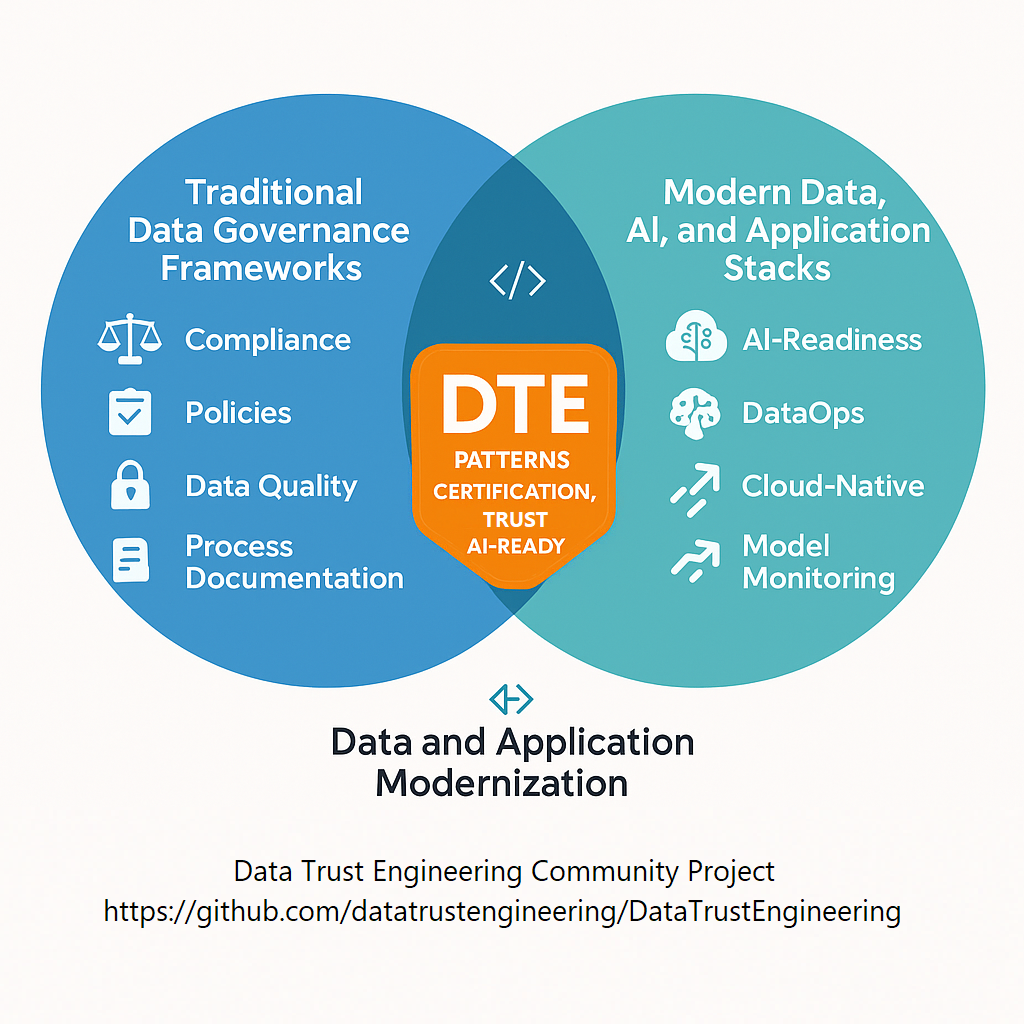 Traditional
Data Governance
Frameworks
Compliance
Policies
Data Quality
Process
Documentation
</>
DTE
PATTERNS
CERTIFICATION,
TRUST
AI-READY
Modern Data,
AI, and Application
Stacks
AI-Readiness
DataOps
Cloud-Native
Model
Monitoring
Data and Application
Modernization
Data Trust Engineering Community Project
https://github.com/datatrustengineering/DataTrustEngineering